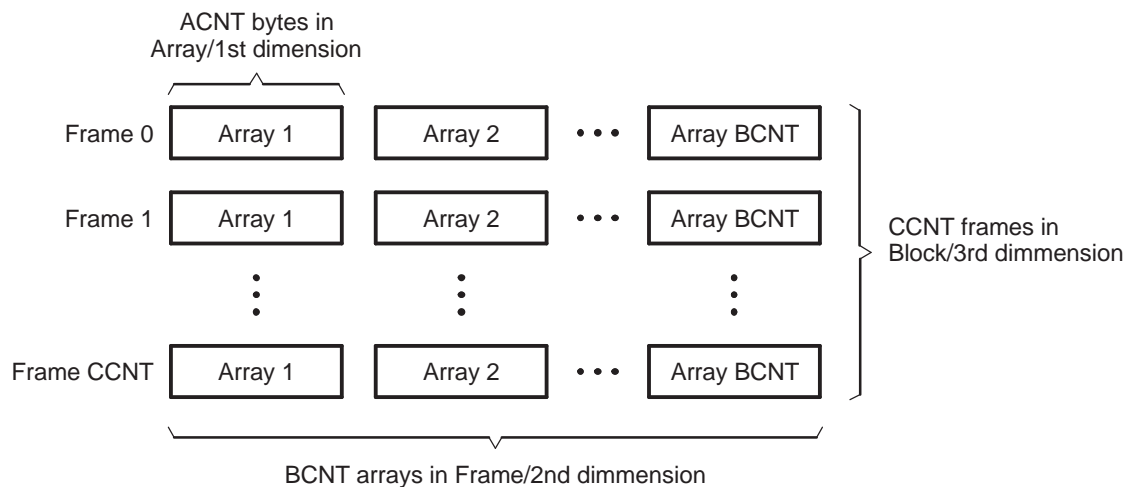 ACNT bytes in
Array/1st dimension
Frame 0 Array 1 Array 2 Array BCNT
Frame 1 Array 1 Array 2 Array BCNT
CCNT frames in
Block/3rd dimmension
Frame CCNT Array 1 Array 2 Array BCNT
BCNT arrays in Frame/2nd dimmension